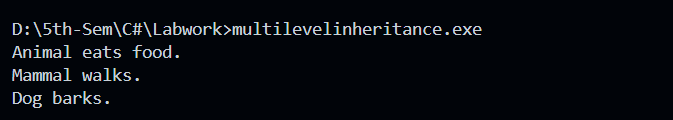 D:\5th-Sem\C#\Labwork>multilevelinheritance.exe
Animal eats food.
Mammal walks.
Dog barks.